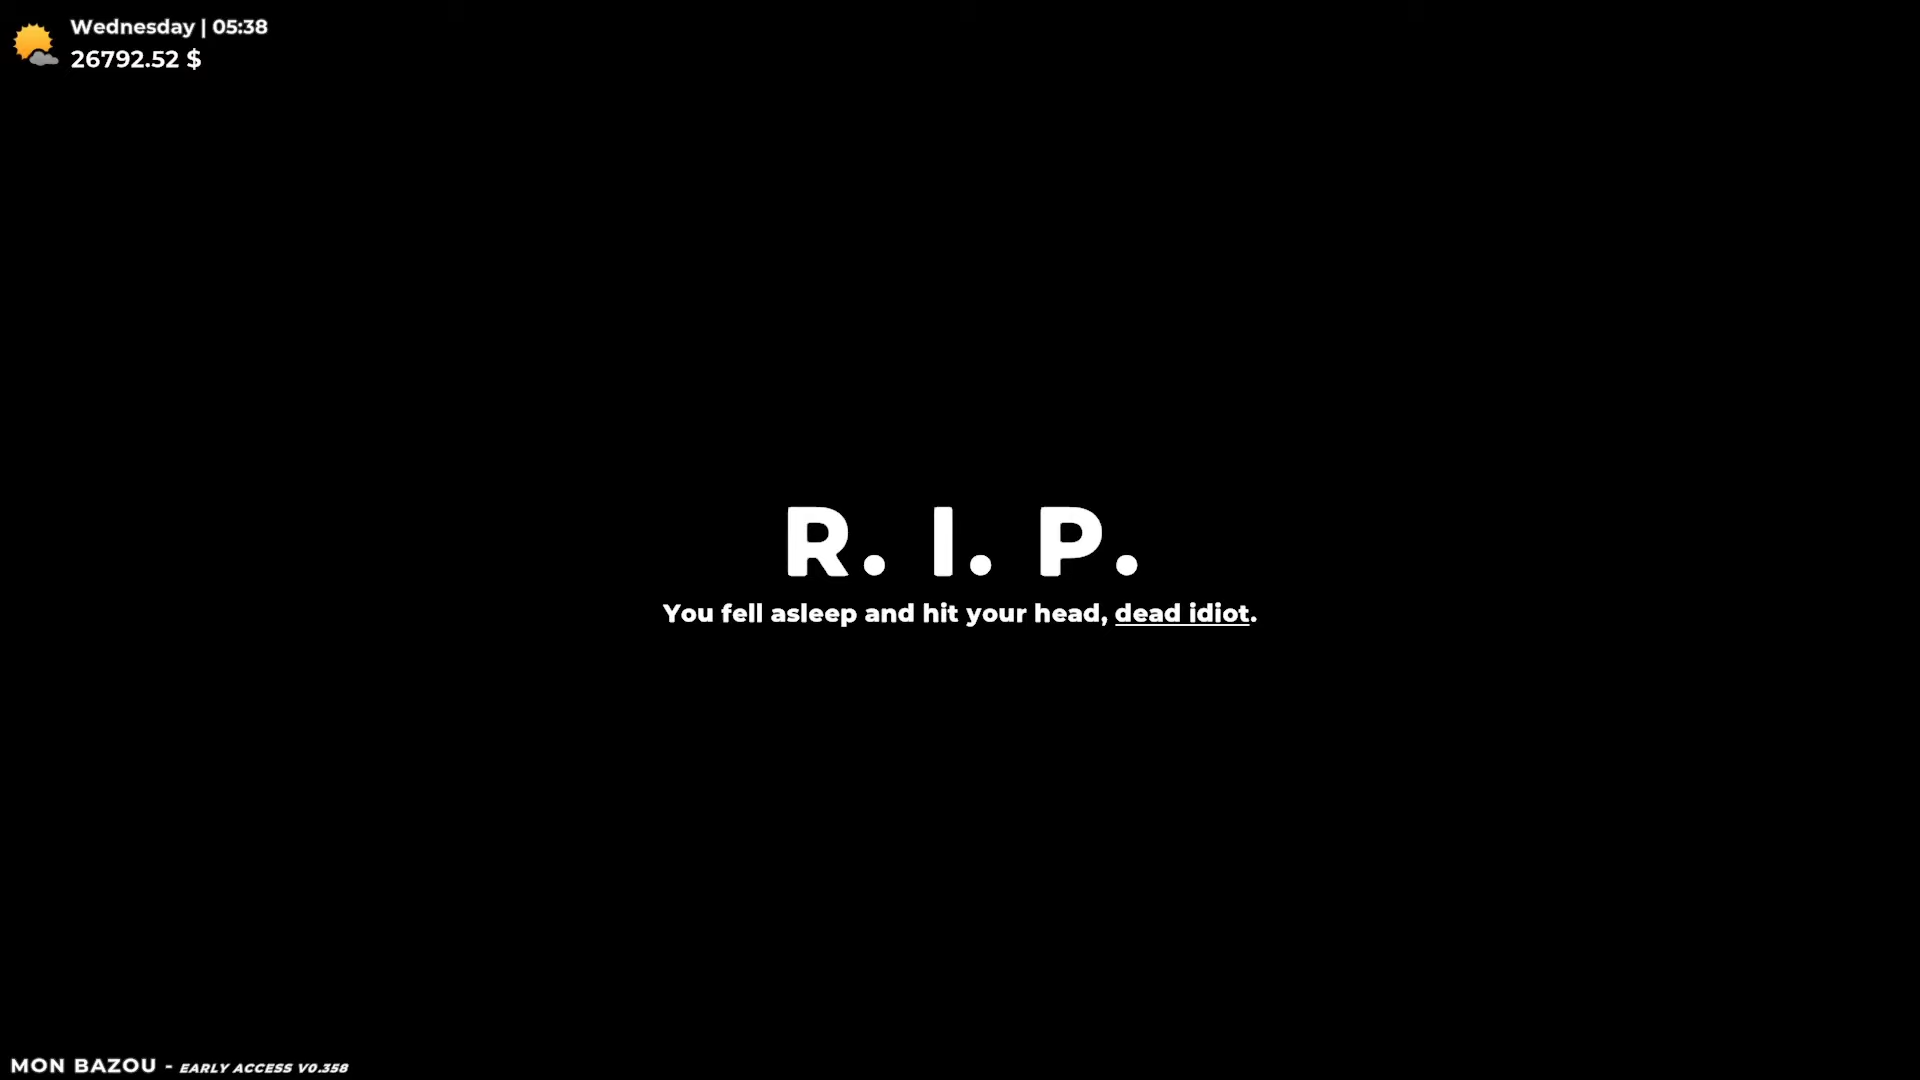 Wednesday | 05:38
26792.52 $
R. I. P.
You fell asleep and hit your head, dead idiot.
MON BAZOU - EARLY ACCESS V0.358